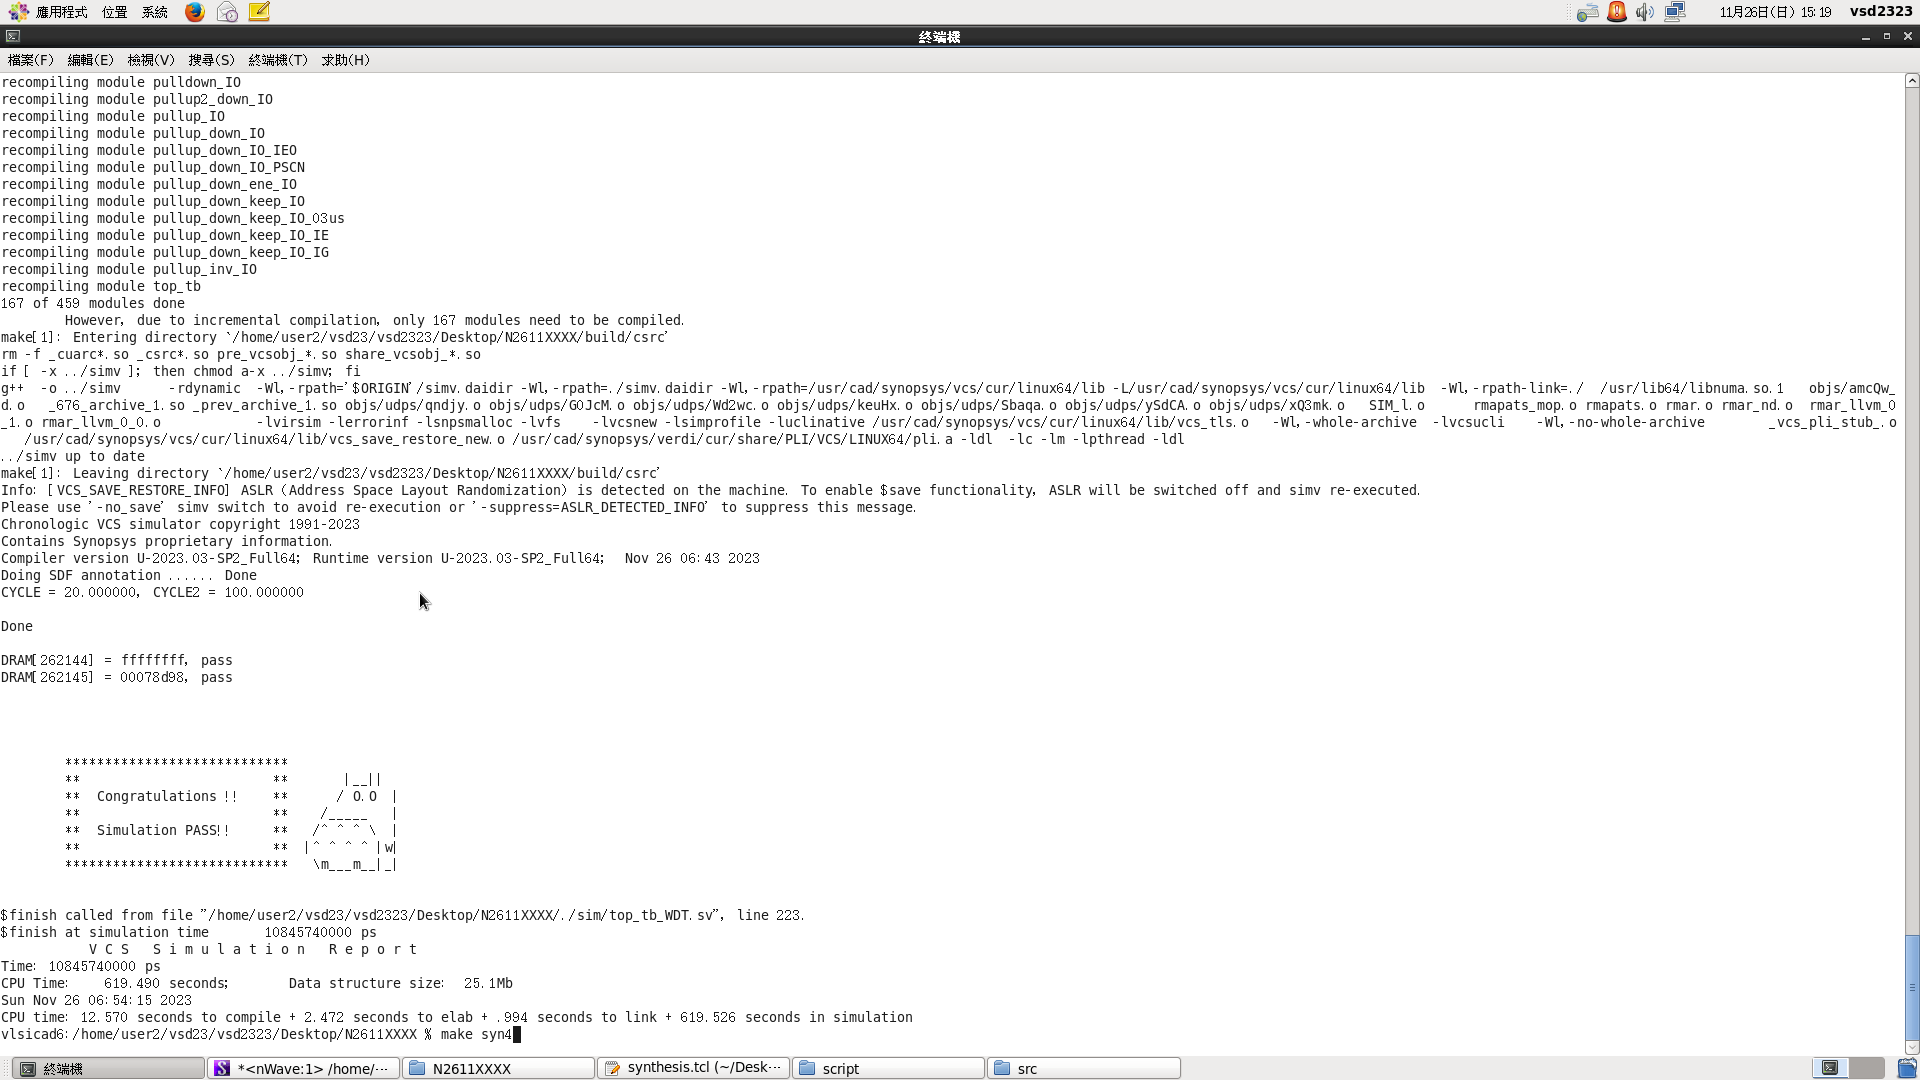 應用程式 位置 系統 11月26日(日) 15:19 vsd2323
終端機
檔案(F) 編輯(E) 檢視(V) 搜尋(S) 終端機(T) 求助(H)
recompiling module pulldown_IO
recompiling module pullup2_down_IO
recompiling module pullup_IO
recompiling module pullup_down_IO
recompiling module pullup_down_IO_IEO
recompiling module pullup_down_IO_PSCN
recompiling module pullup_down_ene_IO
recompiling module pullup_down_keep_IO
recompiling module pullup_down_keep_IO_03us
recompiling module pullup_down_keep_IO_IE
recompiling module pullup_down_keep_IO_IG
recompiling module pullup_inv_IO
recompiling module top_tb
167 of 459 modules done
However, due to incremental compilation, only 167 modules need to be compiled.
make[1]: Entering directory `/home/user2/vsd23/vsd2323/Desktop/N2611XXXX/build/csrc'
rm -f _cuarc*.so _csrc*.so pre_vcsobj_*.so share_vcsobj_*.so
if [ -x ../simv ]; then chmod a-x ../simv; fi
g++ -o ../simv -rdynamic -Wl,-rpath='$ORIGIN'/simv.daidir -Wl,-rpath=./simv.daidir -Wl,-rpath=/usr/cad/synopsys/vcs/cur/linux64/lib -L/usr/cad/synopsys/vcs/cur/linux64/lib -Wl,-rpath-link=./ /usr/lib64/libnuma.so.1 objs/amcQw_
d.o _676_archive_1.so _prev_archive_1.so objs/udps/qndjy.o objs/udps/G0JcM.o objs/udps/Wd2wc.o objs/udps/keuHx.o objs/udps/Sbaqa.o objs/udps/ySdCA.o objs/udps/xQ3mk.o SIM_l.o rmapats_mop.o rmapats.o rmar.o rmar_nd.o rmar_llvm_0
_1.o rmar_llvm_0_0.o -lvirsim -lerrorinf -lsnpsmalloc -lvfs -lvcsnew -lsimprofile -luclinative /usr/cad/synopsys/vcs/cur/linux64/lib/vcs_tls.o -Wl,-whole-archive -lvcsucli -Wl,-no-whole-archive _vcs_pli_stub_.o
/usr/cad/synopsys/vcs/cur/linux64/lib/vcs_save_restore_new.o /usr/cad/synopsys/verdi/cur/share/PLI/VCS/LINUX64/pli.a -ldl -lc -lm -lpthread -ldl
../simv up to date
make[1]: Leaving directory `/home/user2/vsd23/vsd2323/Desktop/N2611XXXX/build/csrc'
Info: [VCS_SAVE_RESTORE_INFO] ASLR (Address Space Layout Randomization) is detected on the machine. To enable $save functionality, ASLR will be switched off and simv re-executed.
Please use '-no_save' simv switch to avoid re-execution or '-suppress=ASLR_DETECTED_INFO' to suppress this message.
Chronologic VCS simulator copyright 1991-2023
Contains Synopsys proprietary information.
Compiler version U-2023.03-SP2_Full64; Runtime version U-2023.03-SP2_Full64; Nov 26 06:43 2023
Doing SDF annotation ...... Done
CYCLE = 20.000000, CYCLE2 = 100.000000
Done
DRAM[262144] = ffffffff, pass
DRAM[262145] = 00078d98, pass
****************************
** ** |__||
** Congratulations !! ** / O.O |
** ** /_____ |
** Simulation PASS!! ** /^ ^ ^ \ |
** ** |^ ^ ^ ^ |w|
**************************** \m___m__|_|
$finish called from file "/home/user2/vsd23/vsd2323/Desktop/N2611XXXX/./sim/top_tb_WDT.sv", line 223.
$finish at simulation time 10845740000 ps
V C S S i m u l a t i o n R e p o r t
Time: 10845740000 ps
CPU Time: 619.490 seconds; Data structure size: 25.1Mb
Sun Nov 26 06:54:15 2023
CPU time: 12.570 seconds to compile + 2.472 seconds to elab + .994 seconds to link + 619.526 seconds in simulation
vlsicad6:/home/user2/vsd23/vsd2323/Desktop/N2611XXXX % make syn4
終端機 *<nWave:1> /home/··· N2611XXXX synthesis.tcl (~/Desk-··· script src